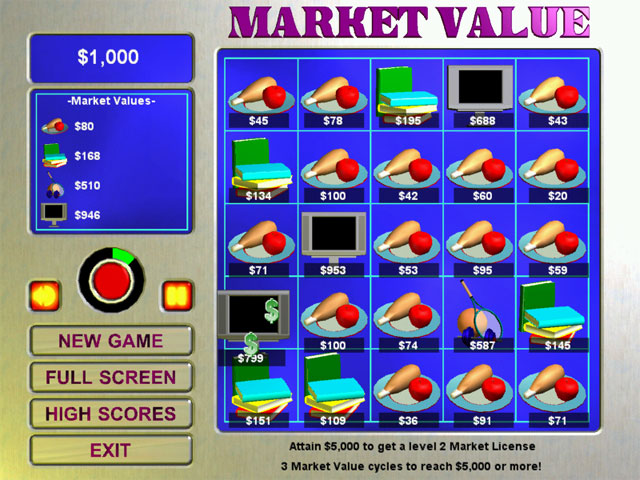 MARKET VALUE
$1,000
-Market Values-
$80
$168
$510
$946
$45 $78 $195 $688 $43
$134 $100 $42 $60 $20
$71 $953 $53 $95 $59
$799 $100 $74 $587 $145
$151 $109 $36 $91 $71
NEW GAME
FULL SCREEN
HIGH SCORES
EXIT
Attain $5,000 to get a level 2 Market License
3 Market Value cycles to reach $5,000 or more!